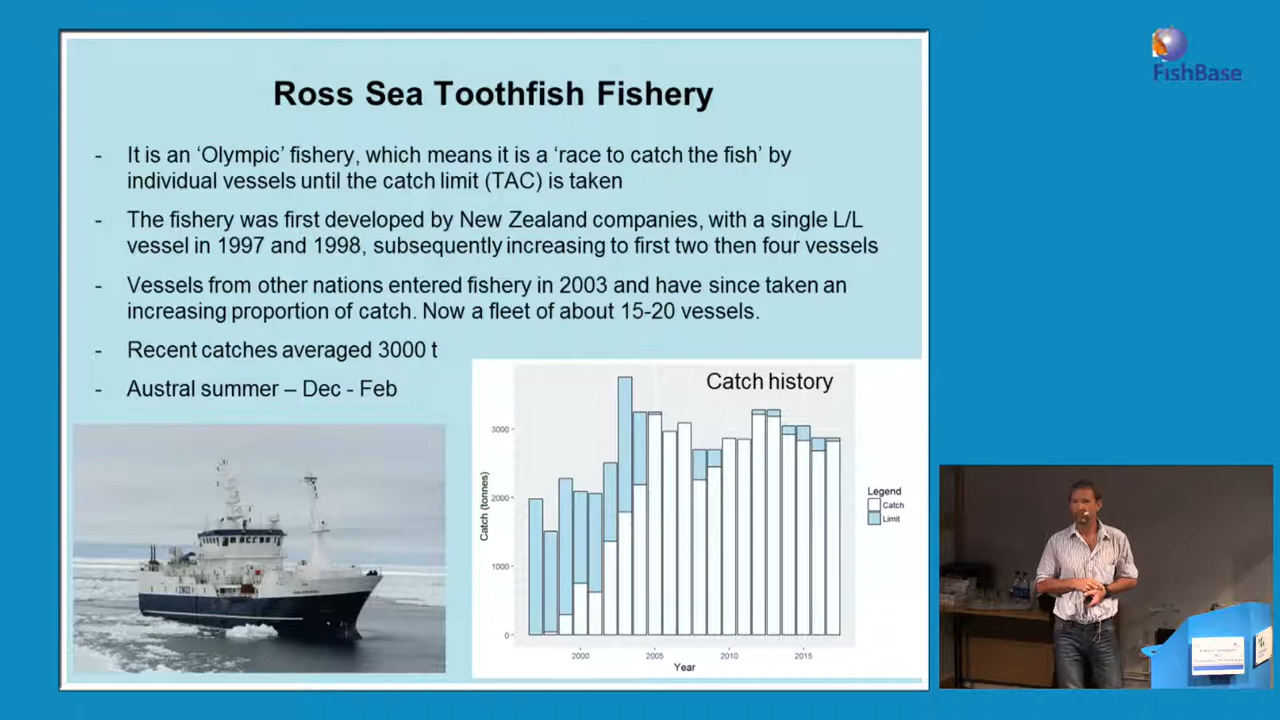 Ross Sea Toothfish Fishery
FishBase
- It is an ‘Olympic’ fishery, which means it is a ‘race to catch the fish’ by
individual vessels until the catch limit (TAC) is taken
- The fishery was first developed by New Zealand companies, with a single L/L
vessel in 1997 and 1998, subsequently increasing to first two then four vessels
- Vessels from other nations entered fishery in 2003 and have since taken an
increasing proportion of catch. Now a fleet of about 15-20 vessels.
- Recent catches averaged 3000 t
- Austral summer – Dec - Feb
Catch history
Catch (tonnes)
3000
2000
1000
0
2000 2005 2010 2015
Year
Legend
Catch
Limit